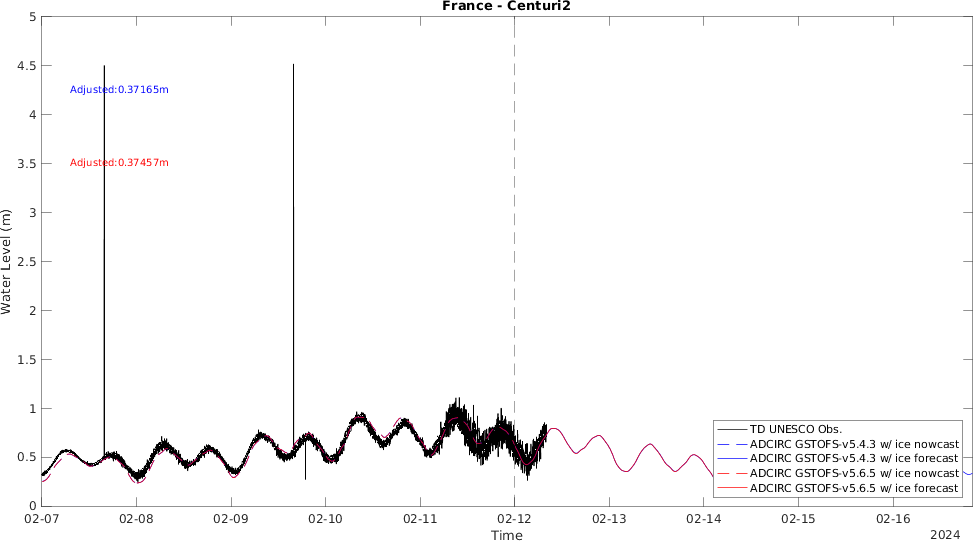 France - Centuri2
5
4.5
4
3.5
3
2.5
2
1.5
1
0.5
0
Water Level (m)
Adjusted:0.37165m
Adjusted:0.37457m
TD UNESCO Obs.
ADCIRC GSTOFS-v5.4.3 w/ ice nowcast
ADCIRC GSTOFS-v5.4.3 w/ ice forecast
ADCIRC GSTOFS-v5.6.5 w/ ice nowcast
ADCIRC GSTOFS-v5.6.5 w/ ice forecast
02-07 02-08 02-09 02-10 02-11 02-12 02-13 02-14 02-15 02-16
Time
2024